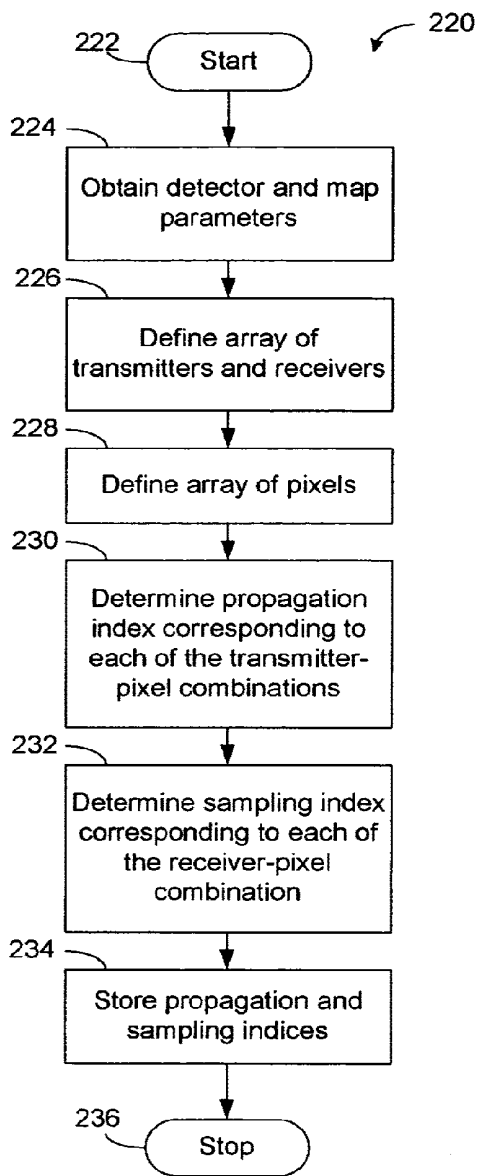 220
222
Start
224
Obtain detector and map
parameters
226
Define array of
transmitters and receivers
228
Define array of pixels
230
Determine propagation
index corresponding to
each of the transmitter-
pixel combinations
232
Determine sampling index
corresponding to each of
the receiver-pixel
combination
234
Store propagation and
sampling indices
236
Stop